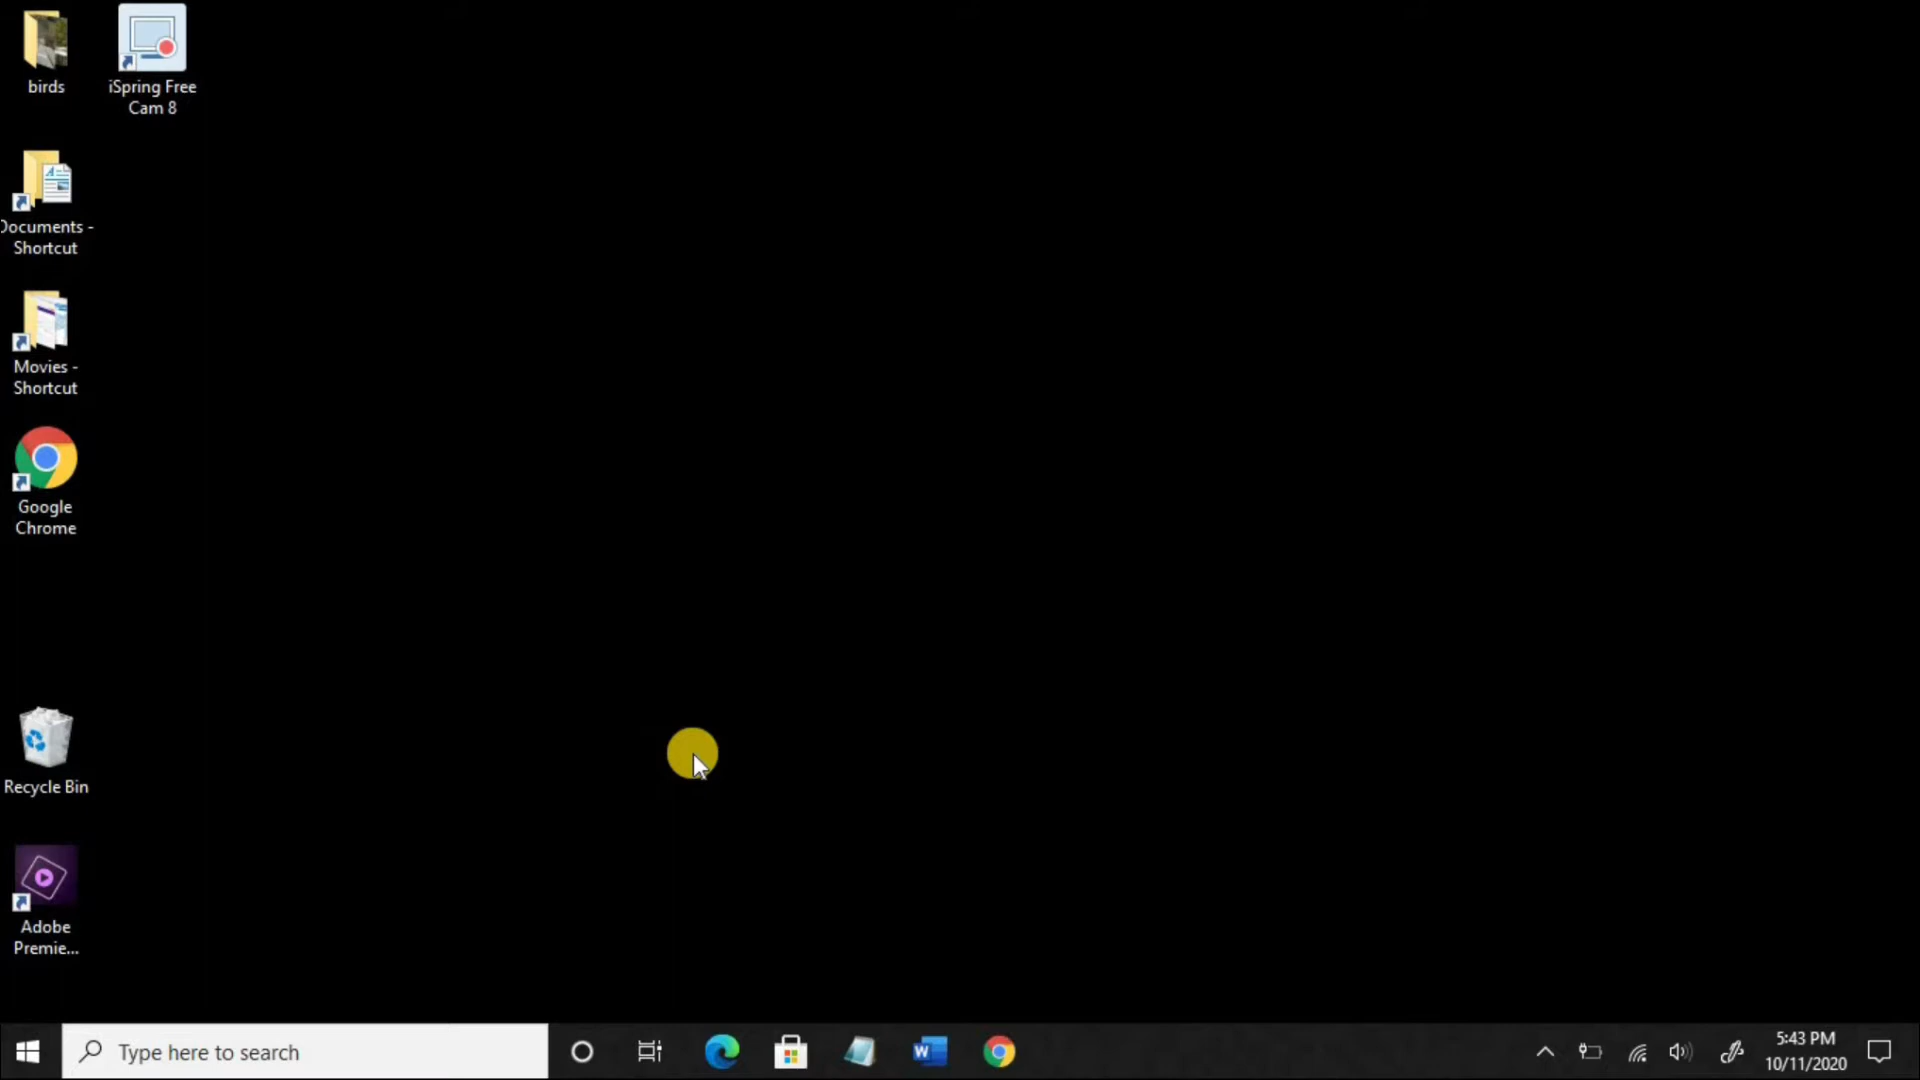 birds
iSpring Free
Cam 8
Documents -
Shortcut
Movies -
Shortcut
Google
Chrome
Recycle Bin
Adobe
Premie...
Type here to search
W
5:43 PM
10/11/2020